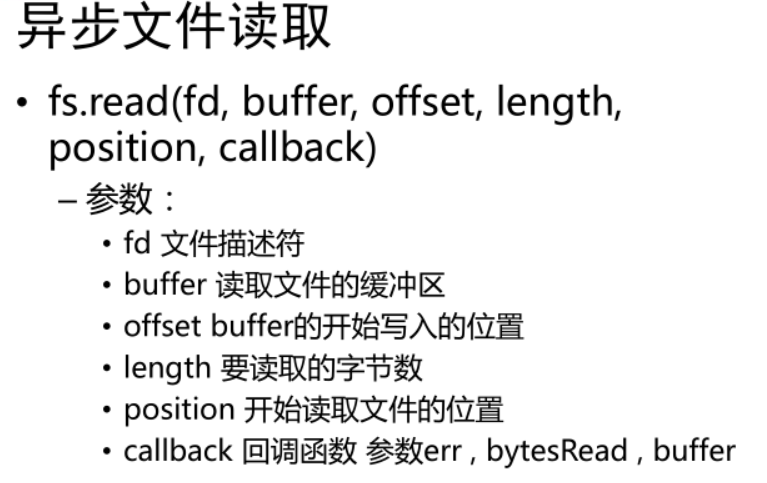 异步文件读取
• fs.read(fd, buffer, offset, length,
position, callback)
– 参数：
• fd 文件描述符
• buffer 读取文件的缓冲区
• offset buffer的开始写入的位置
• length 要读取的字节数
• position 开始读取文件的位置
• callback 回调函数 参数err , bytesRead , buffer